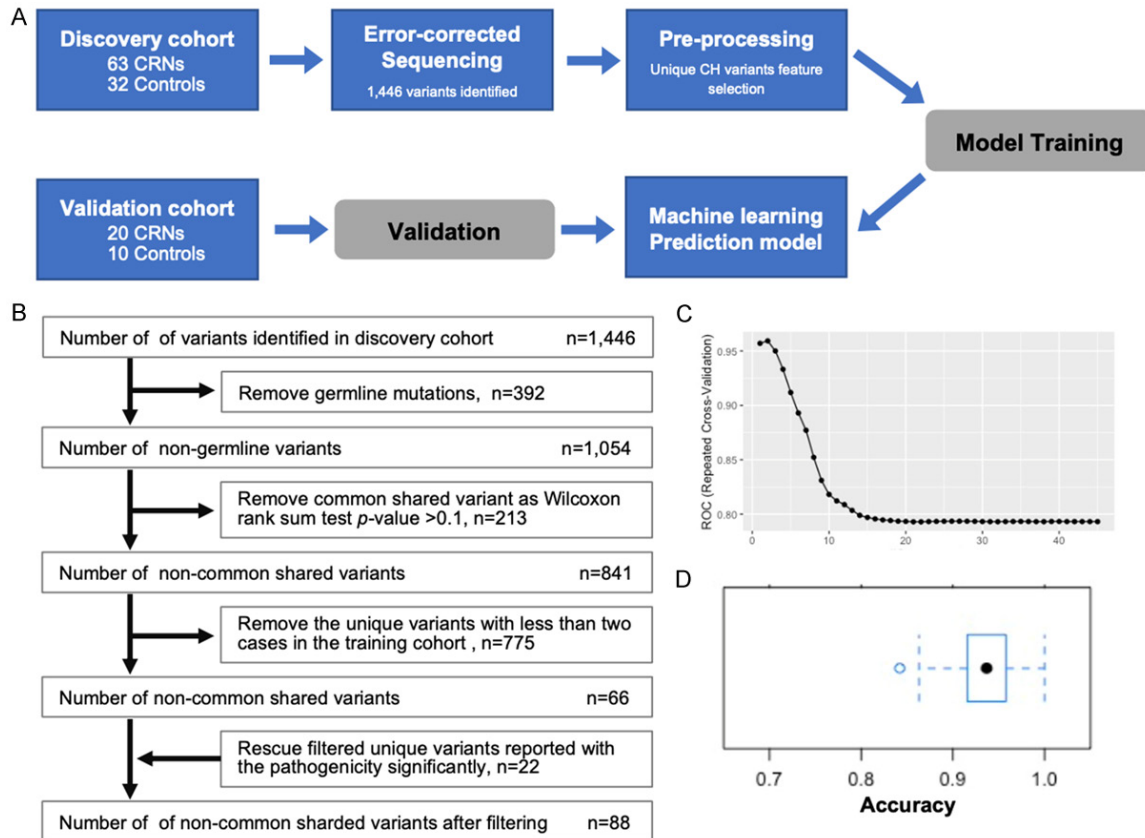 A
Discovery cohort
63 CRNs
32 Controls
Error-corrected
Sequencing
1,446 variants identified
Pre-processing
Unique CH variants feature
selection
Model Training
Validation cohort
20 CRNs
10 Controls
Validation
Machine learning
Prediction model
B
Number of of variants identified in discovery cohort n=1,446
Remove germline mutations, n=392
Number of non-germline variants n=1,054
Remove common shared variant as Wilcoxon
rank sum test p-value >0.1, n=213
Number of non-common shared variants n=841
Remove the unique variants with less than two
cases in the training cohort , n=775
Number of non-common shared variants n=66
Rescue filtered unique variants reported with
the pathogenicity significantly, n=22
Number of of non-common sharded variants after filtering n=88
C
ROC (Repeated Cross-Validation)
0.95
0.90
0.85
0.80
0 10 20 30 40
D
0.7 0.8 0.9 1.0
Accuracy